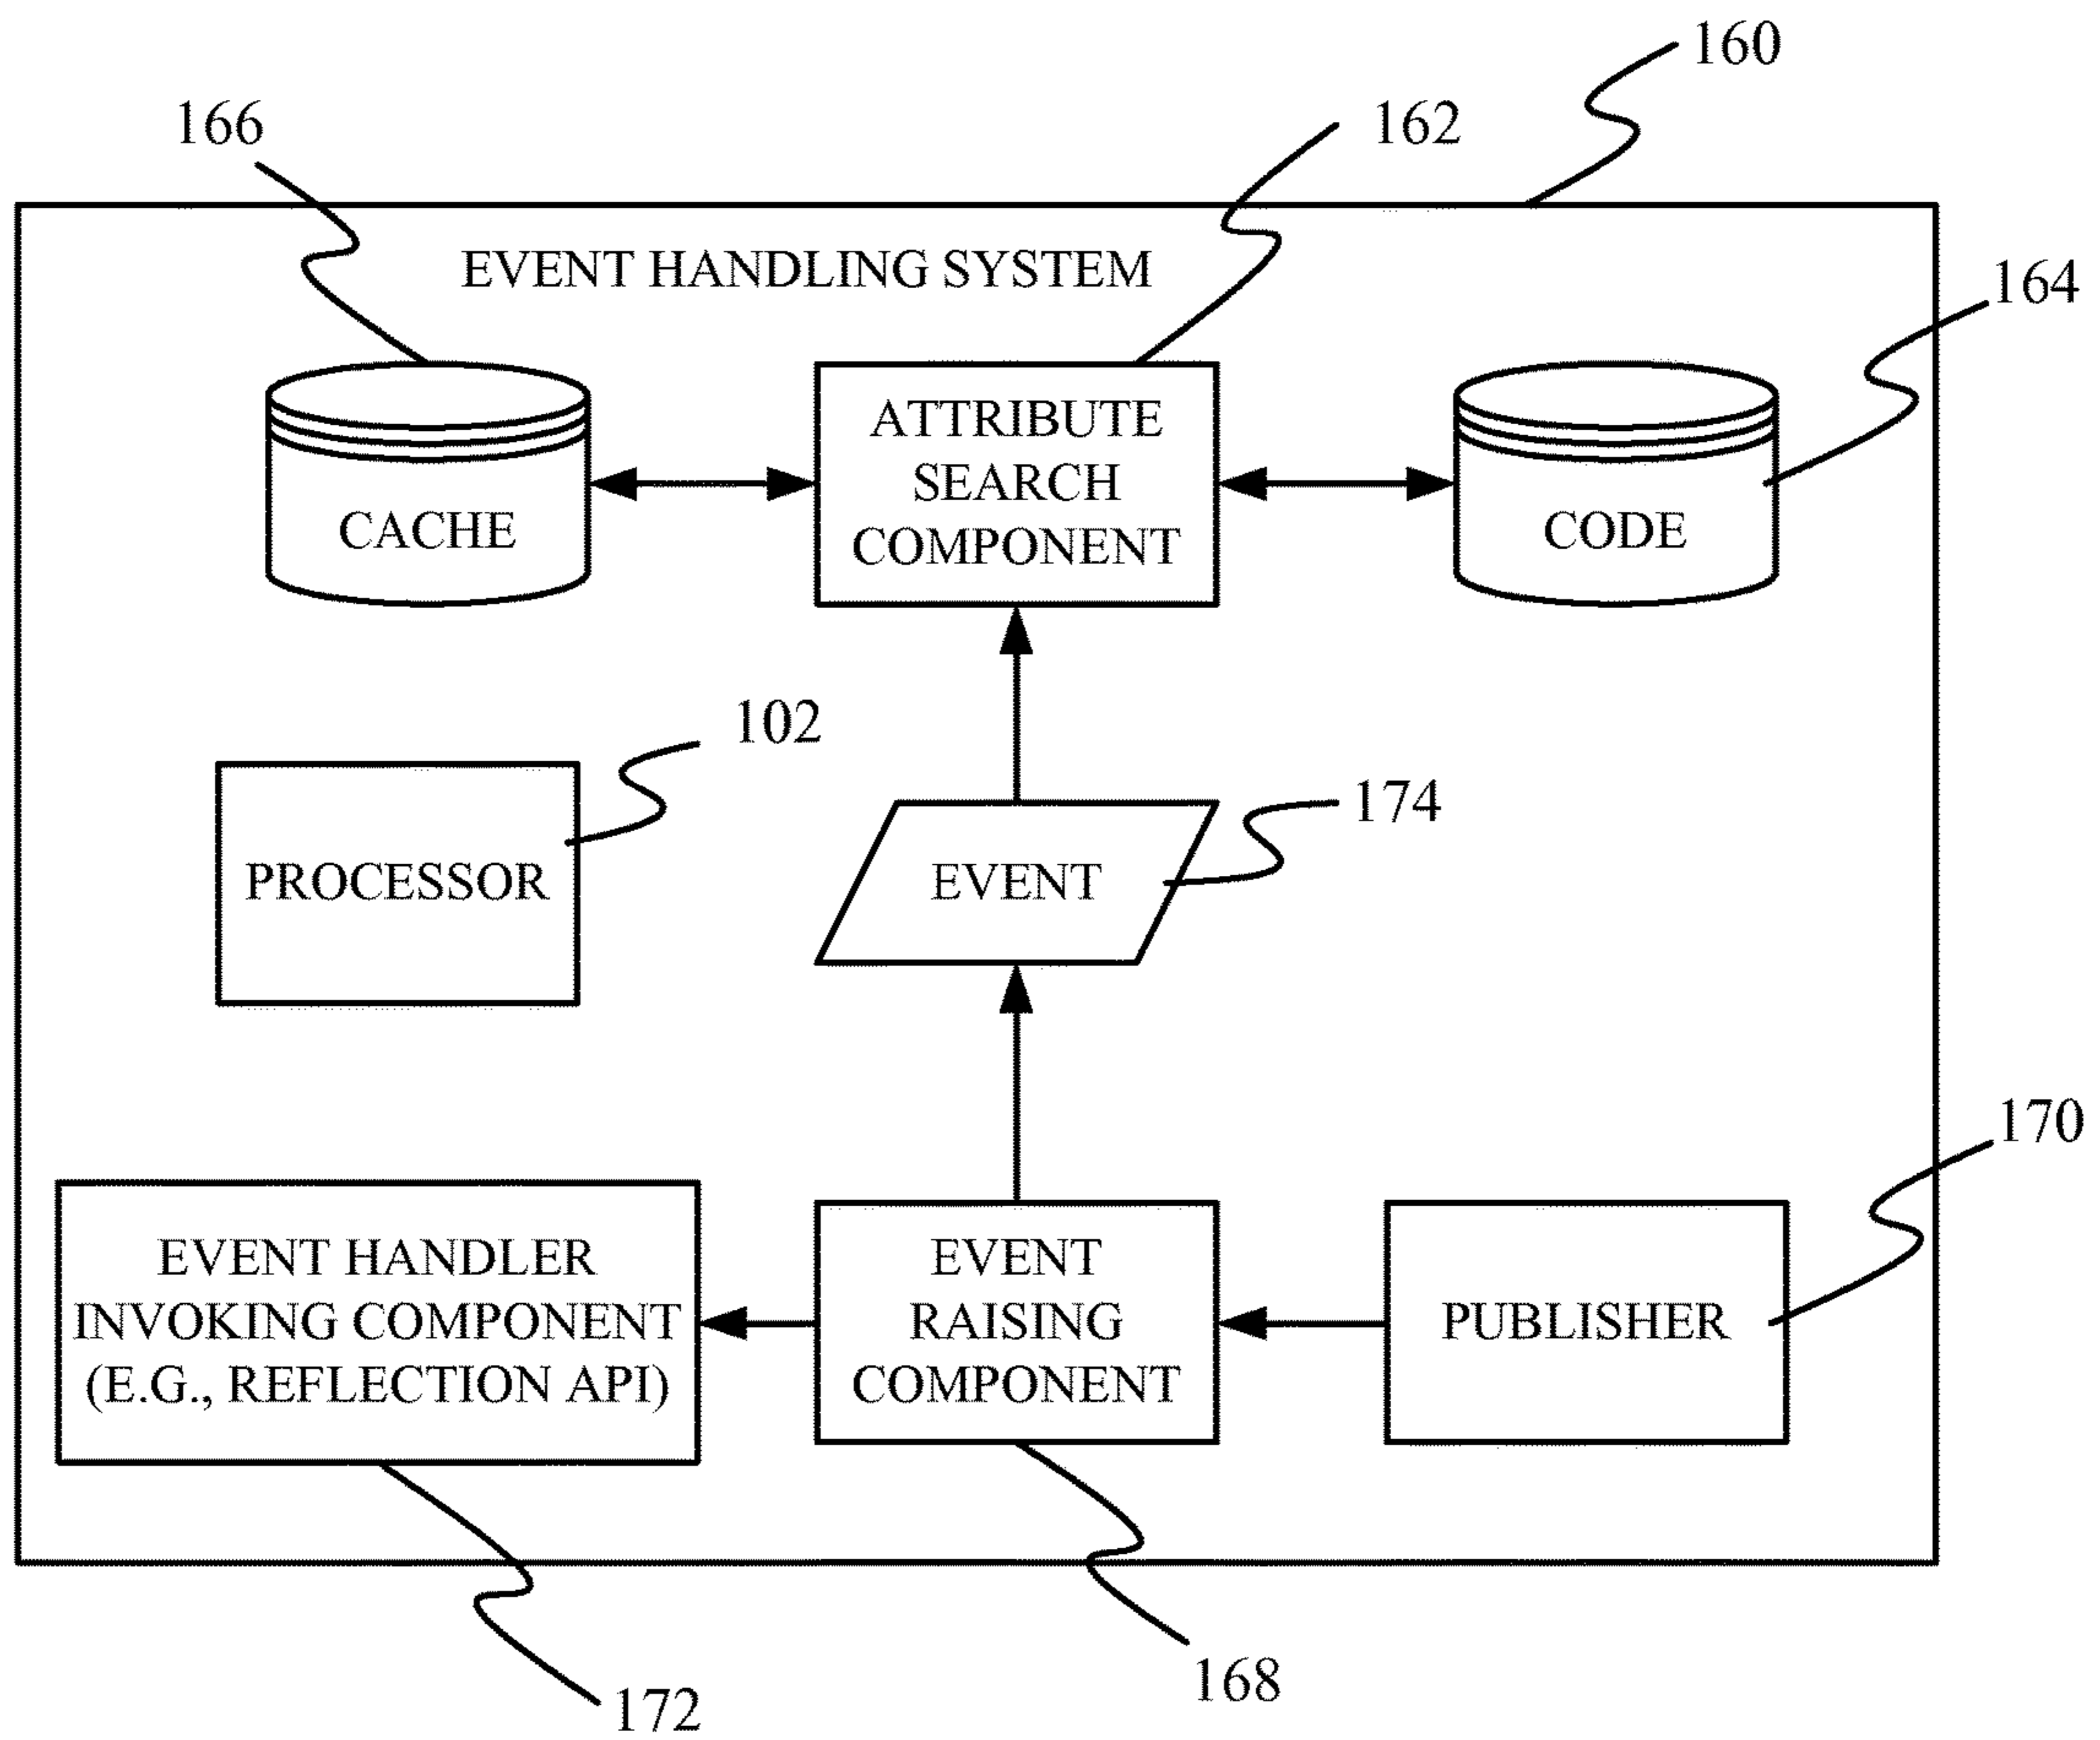 160
166
162
EVENT HANDLING SYSTEM
164
ATTRIBUTE
SEARCH
COMPONENT
CACHE
CODE
102
174
PROCESSOR
EVENT
170
EVENT HANDLER
INVOKING COMPONENT
(E.G., REFLECTION API)
EVENT
RAISING
COMPONENT
PUBLISHER
168
172